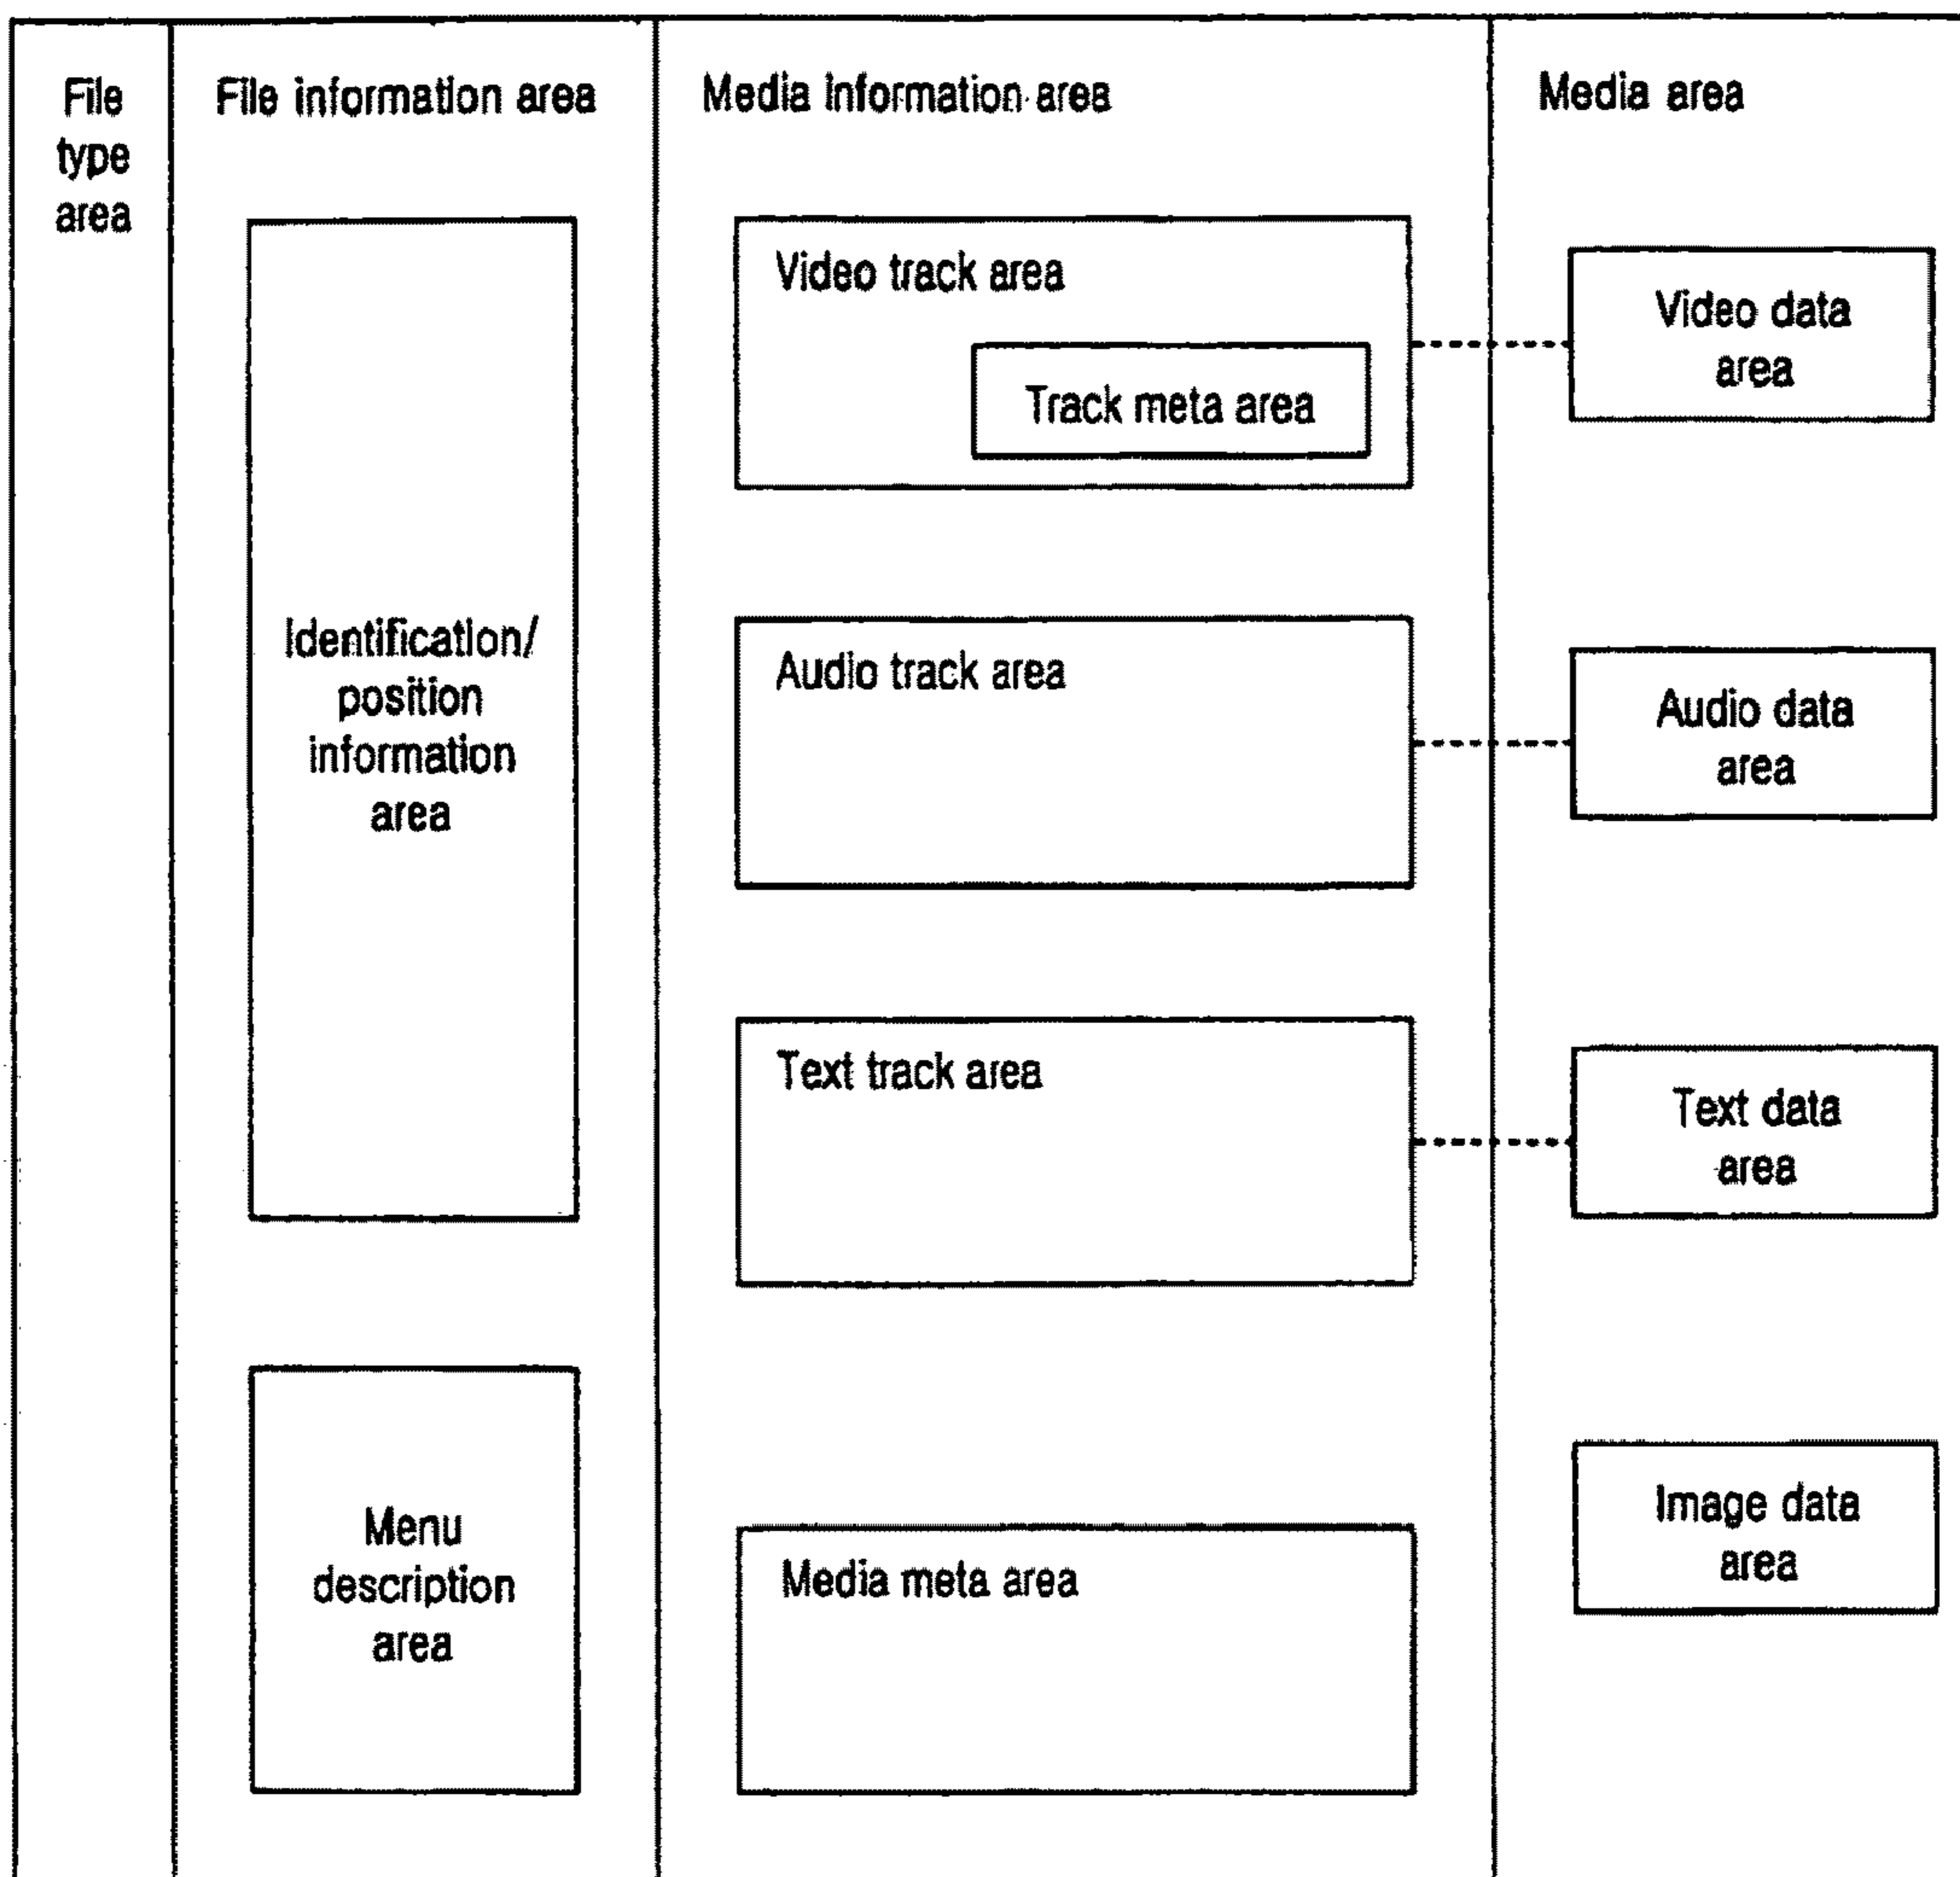 File
type
area
File information area
Identification/
position
information
area
Menu
description
area
Media information area
Video track area
Track meta area
Audio track area
Text track area
Media meta area
Media area
Video data
area
Audio data
area
Text data
area
Image data
area